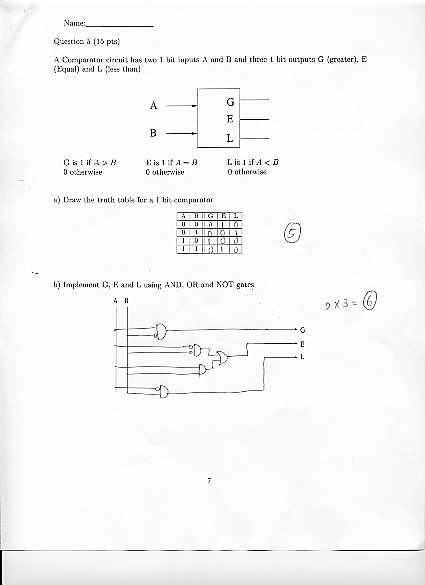 Name:
Question 5 (15 pts)
A Comparator circuit has two 1 bit inputs A and B and three 1 bit outputs G (greater), E
(Equal) and L (less than)
A
B
G
E
L
G is 1 if A > B
0 otherwise
E is 1 if A = B
0 otherwise
L is 1 if A < B
0 otherwise
a) Draw the truth table for a 1 bit comparator
A B G E L
0 0 0 1 0
0 1 0 0 1
1 0 1 0 0
1 1 0 1 0
5
b) Implement G, E and L using AND, OR and NOT gates
A B
2 x 3 = 6
G
E
L
7